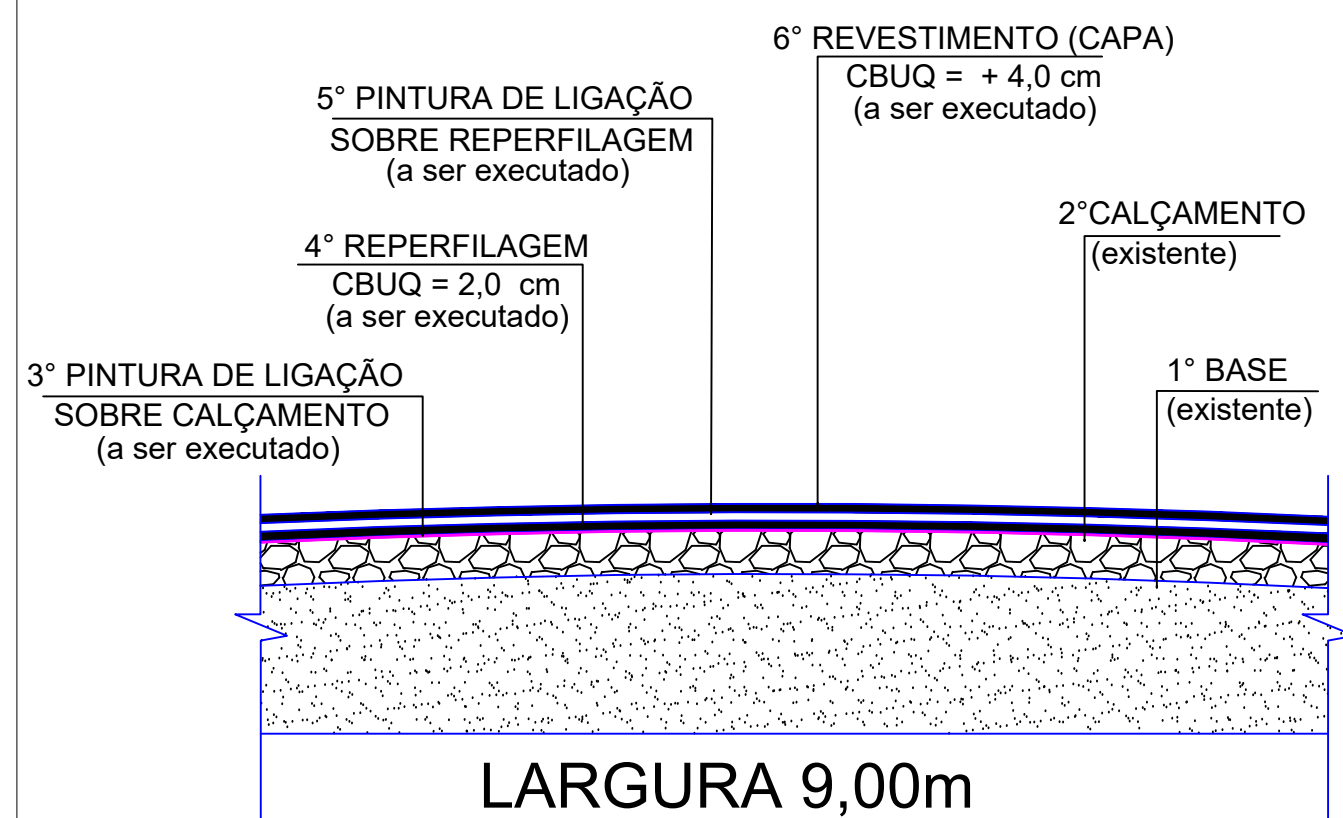 6° REVESTIMENTO (CAPA)
CBUQ = + 4,0 cm
(a ser executado)
5° PINTURA DE LIGAÇÃO
SOBRE REPERFILAGEM
(a ser executado)
2°CALÇAMENTO
(existente)
4° REPERFILAGEM
CBUQ = 2,0 cm
(a ser executado)
3° PINTURA DE LIGAÇÃO
SOBRE CALÇAMENTO
(a ser executado)
1° BASE
(existente)
LARGURA 9,00m